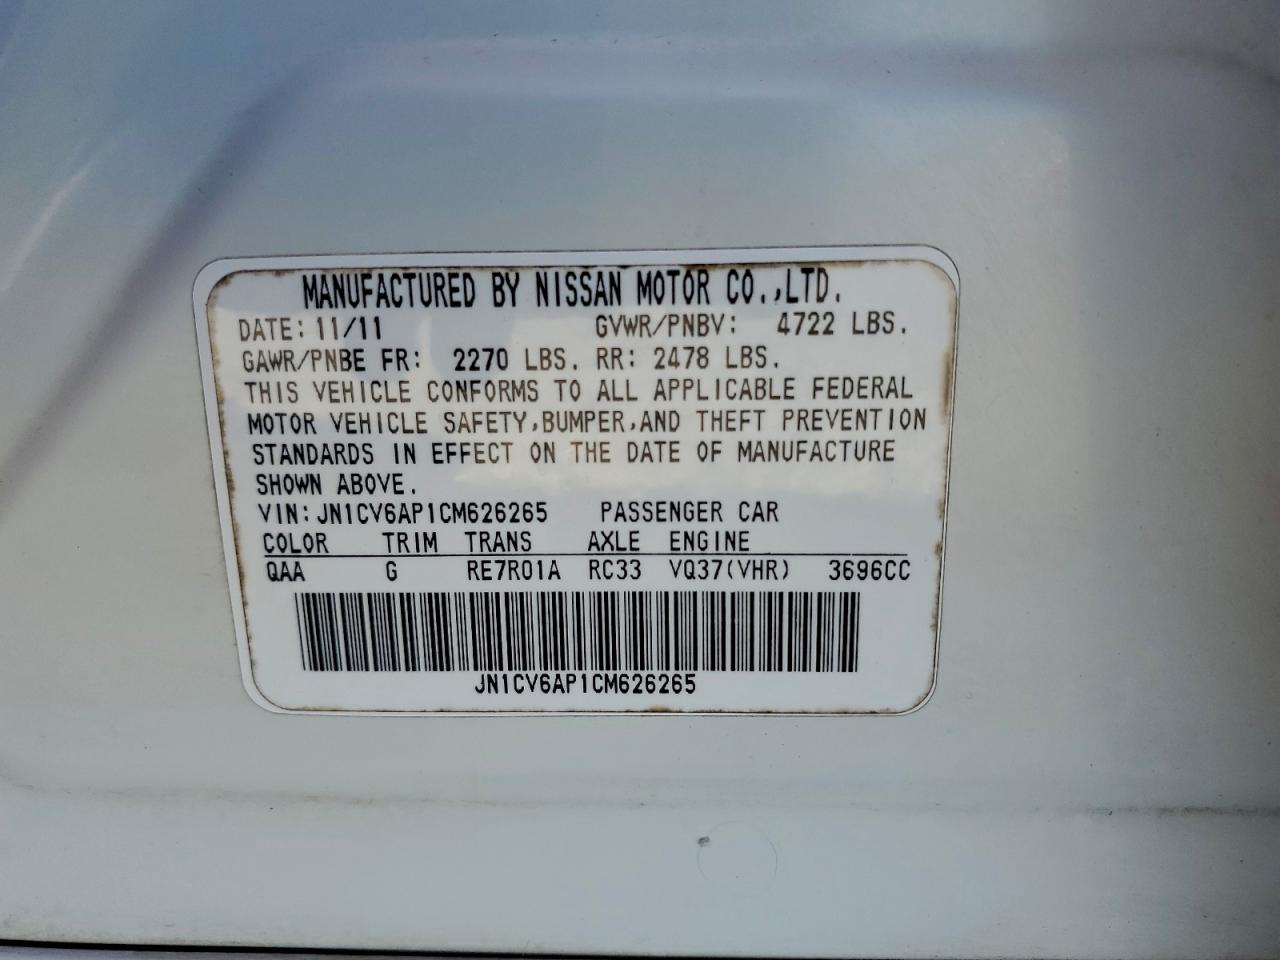 MANUFACTURED BY NISSAN MOTOR CO.,LTD.
DATE: 11/11 GVWR/PNBV: 4722 LBS.
GAWR/PNBE FR: 2270 LBS. RR: 2478 LBS.
THIS VEHICLE CONFORMS TO ALL APPLICABLE FEDERAL
MOTOR VEHICLE SAFETY,BUMPER,AND THEFT PREVENTION
STANDARDS IN EFFECT ON THE DATE OF MANUFACTURE
SHOWN ABOVE.
VIN: JN1CV6AP1CM626265 PASSENGER CAR
COLOR TRIM TRANS AXLE ENGINE
QAA G RE7R01A RC33 VQ37(VHR) 3696CC
JN1CV6AP1CM626265